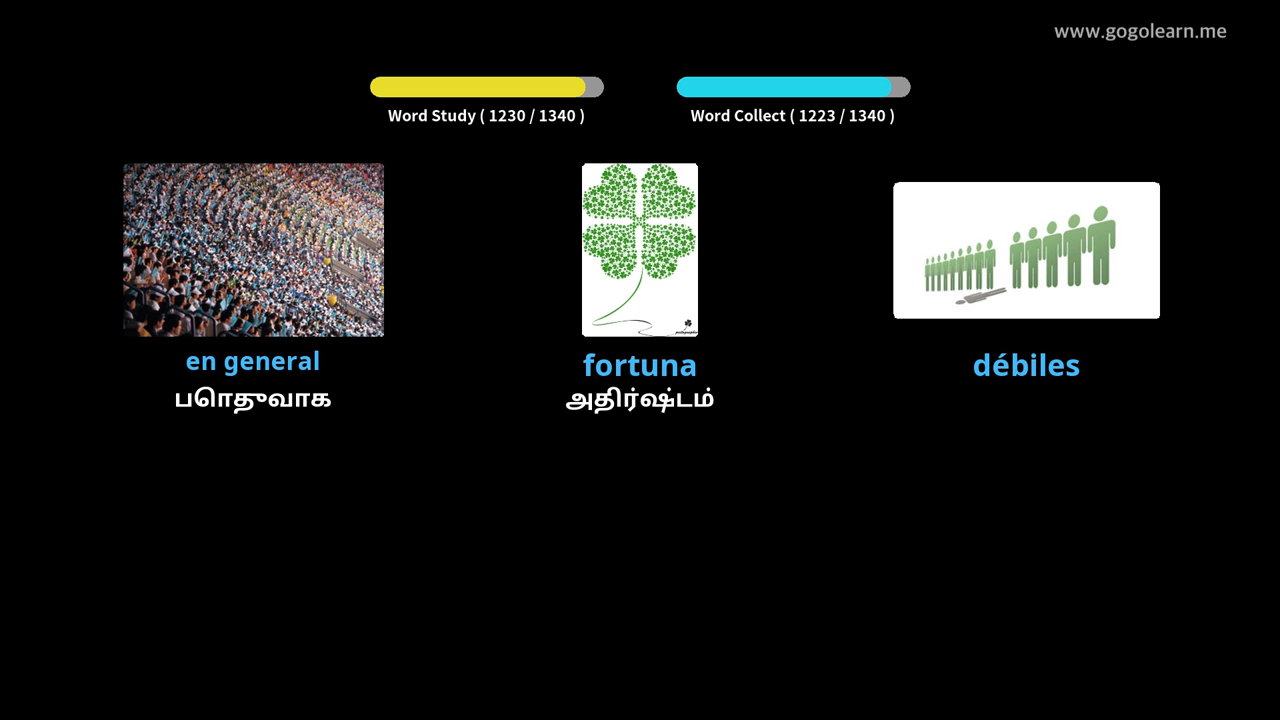 www.gogolearn.me
Word Study ( 1230 / 1340 )
Word Collect ( 1223 / 1340 )
en general
fortuna
débiles
பொதுவாக
அதிர்ஷ்டம்